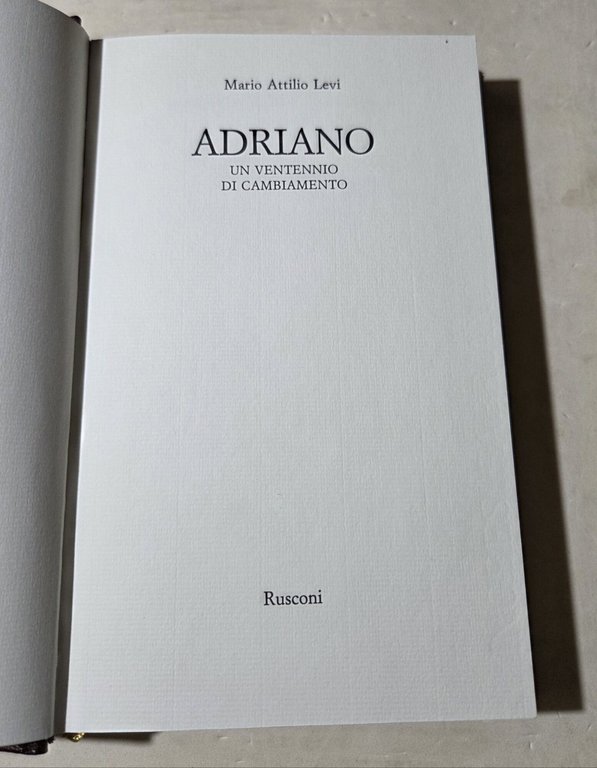 Mario Attilio Levi
ADRIANO
UN VENTENNIO
DI CAMBIAMENTO
Rusconi